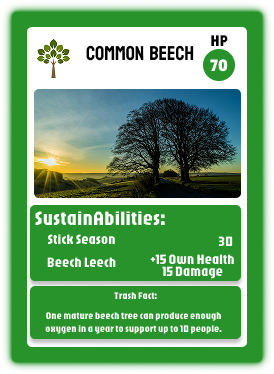 COMMON BEECH
HP
70
SustainAbilities:
Stick Season 30
Beech Leech +15 Own Health
15 Damage
Trash Fact:
One mature beech tree can produce enough
oxygen in a year to support up to 10 people.